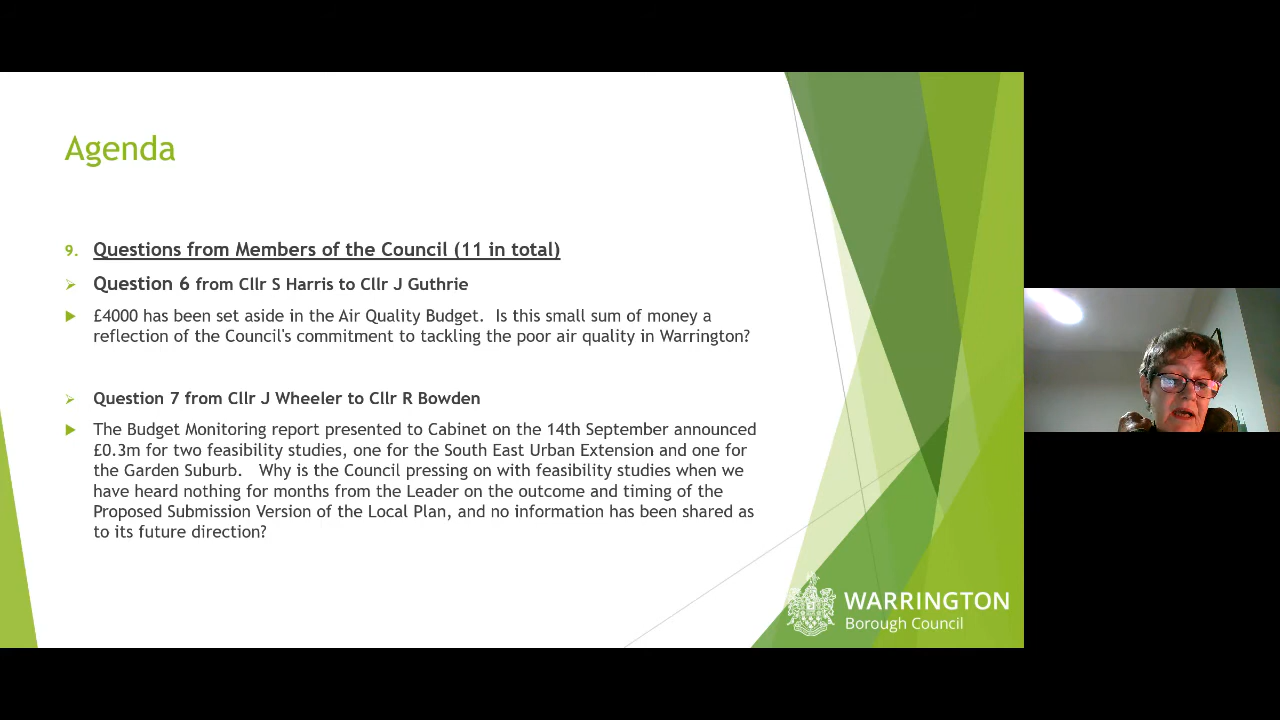 Agenda
9. Questions from Members of the Council (11 in total)
Question 6 from Cllr S Harris to Cllr J Guthrie
£4000 has been set aside in the Air Quality Budget. Is this small sum of money a
reflection of the Council's commitment to tackling the poor air quality in Warrington?
Question 7 from Cllr J Wheeler to Cllr R Bowden
The Budget Monitoring report presented to Cabinet on the 14th September announced
£0.3m for two feasibility studies, one for the South East Urban Extension and one for
the Garden Suburb. Why is the Council pressing on with feasibility studies when we
have heard nothing for months from the Leader on the outcome and timing of the
Proposed Submission Version of the Local Plan, and no information has been shared as
to its future direction?
WARRINGTON
Borough Council